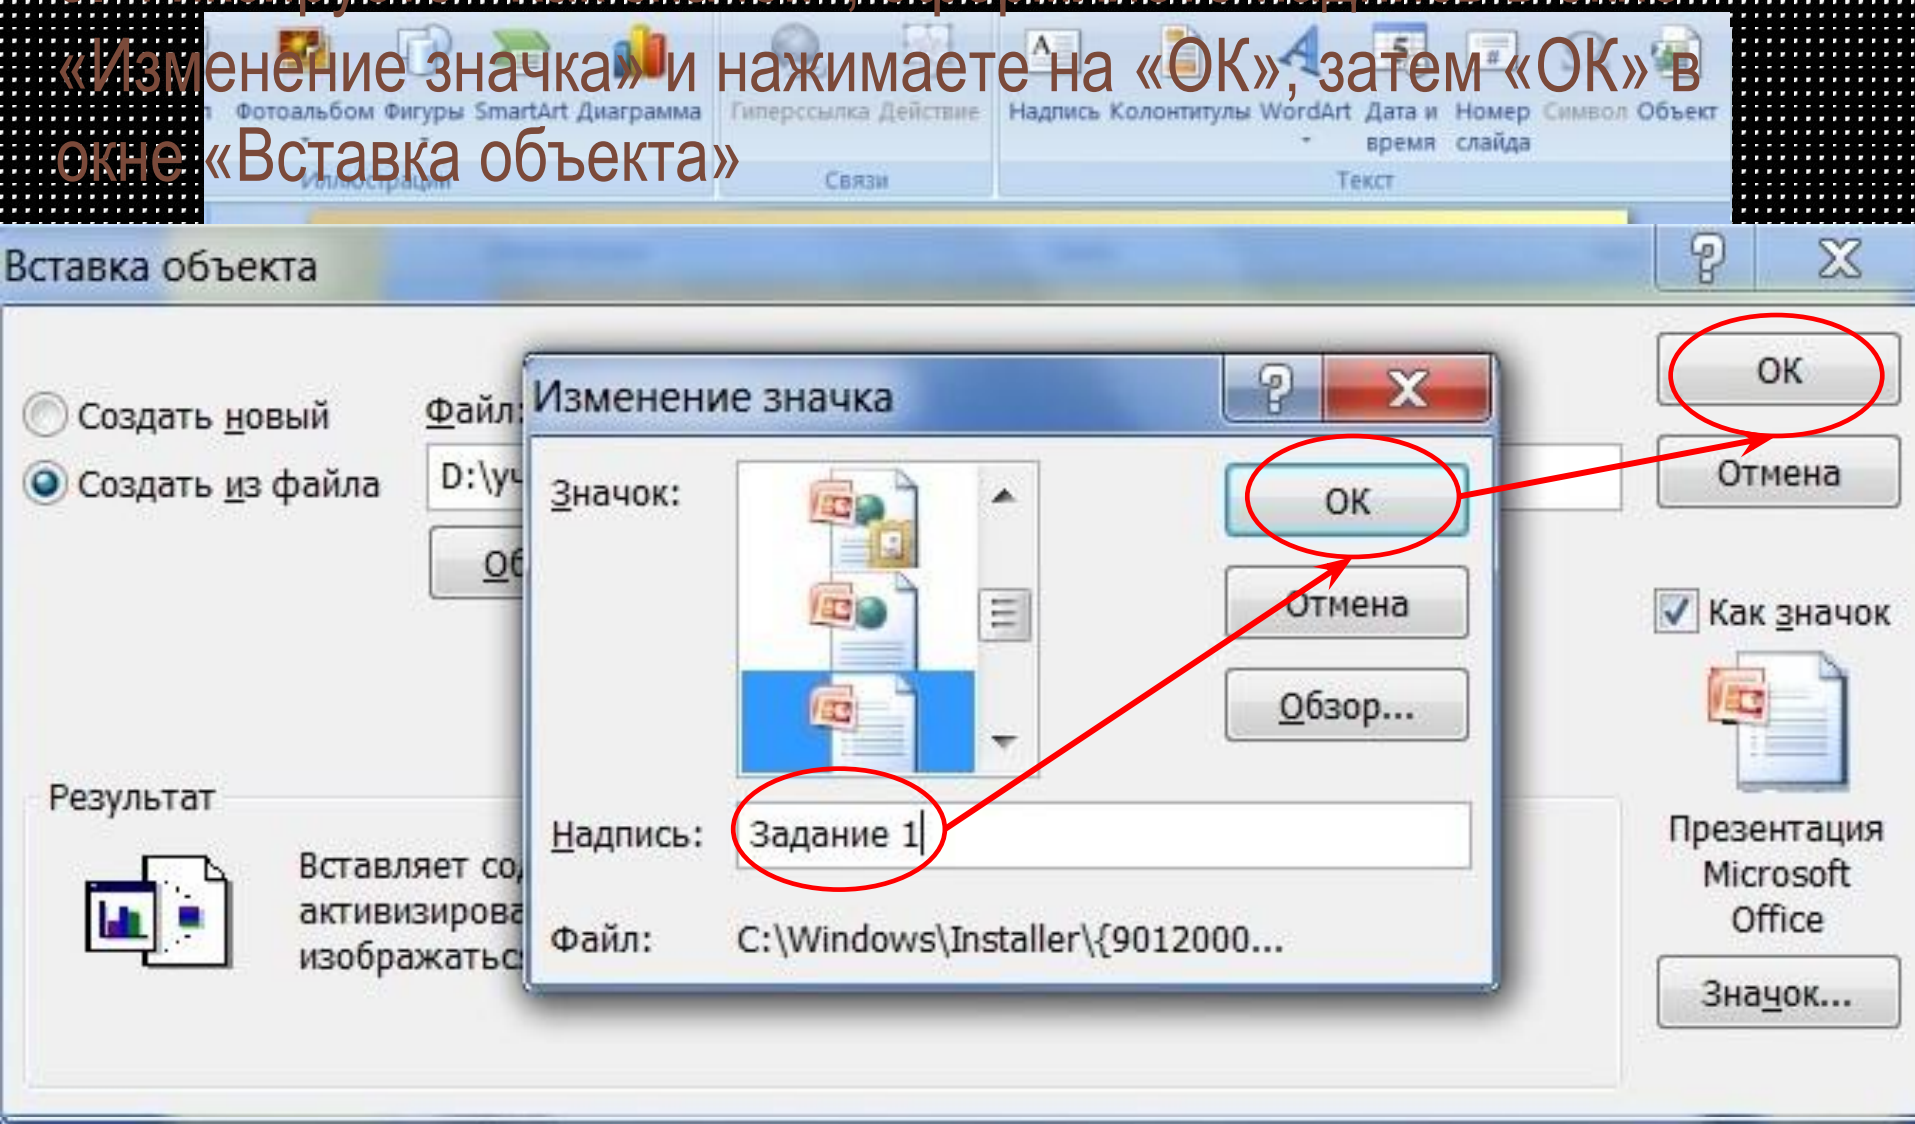 «Изменение значка» и нажимаете на «ОК», затем «ОК» в
окне «Вставка объекта»
Фотоальбом Фигуры SmartArt Диаграмма Гиперссылка Действие Надпись Колонтитулы WordArt Дата и время Номер слайда Символ Объект
Иллюстрации Связи Текст
Вставка объекта
Создать новый
Создать из файла
Файл:
D:\уч
Об
ОК
Отмена
Как значок
Презентация
Microsoft
Office
Значок...
Изменение значка
Значок:
ОК
Отмена
Обзор...
Надпись: Задание 1
Файл: C:\Windows\Installer\{9012000...
Результат
Вставляет со
активизирова
изображатьс